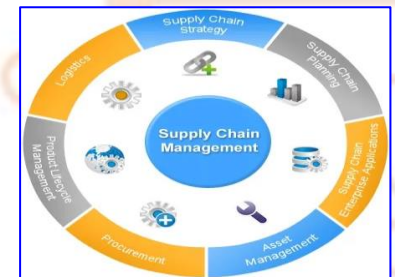 Supply Chain
Strategy
Supply Chain
Planning
Supply Chain
Enterprise Applications
Asset
Management
Procurement
Product Lifecycle
Management
Logistics
Supply Chain
Management